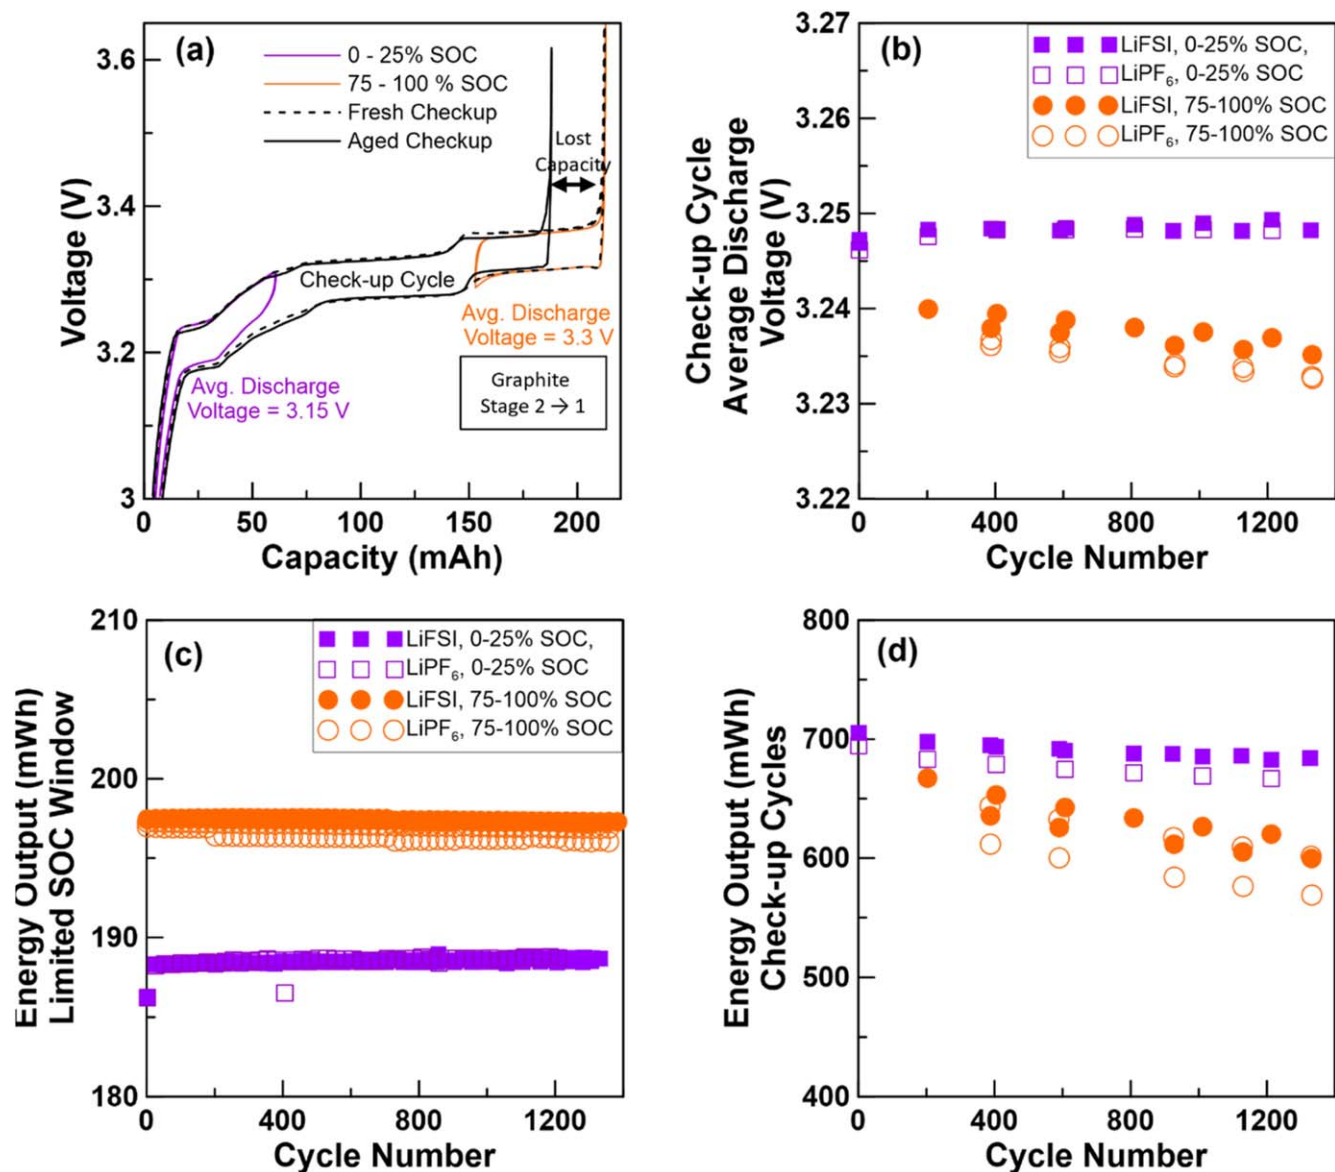 (a)
0 - 25% SOC
75 - 100 % SOC
Fresh Checkup
Aged Checkup
Lost
Capacity
Check-up Cycle
Avg. Discharge
Voltage = 3.3 V
Avg. Discharge
Voltage = 3.15 V
Graphite
Stage 2 → 1
3.6
3.4
3.2
3
0 50 100 150 200
Voltage (V)
Capacity (mAh)
(b)
LiFSI, 0-25% SOC,
LiPF6, 0-25% SOC
LiFSI, 75-100% SOC
LiPF6, 75-100% SOC
3.27
3.26
3.25
3.24
3.23
3.22
0 400 800 1200
Check-up Cycle
Average Discharge
Voltage (V)
Cycle Number
(c)
LiFSI, 0-25% SOC,
LiPF6, 0-25% SOC
LiFSI, 75-100% SOC
LiPF6, 75-100% SOC
210
200
190
180
0 400 800 1200
Energy Output (mWh)
Limited SOC Window
Cycle Number
(d)
800
700
600
500
400
0 400 800 1200
Energy Output (mWh)
Check-up Cycles
Cycle Number